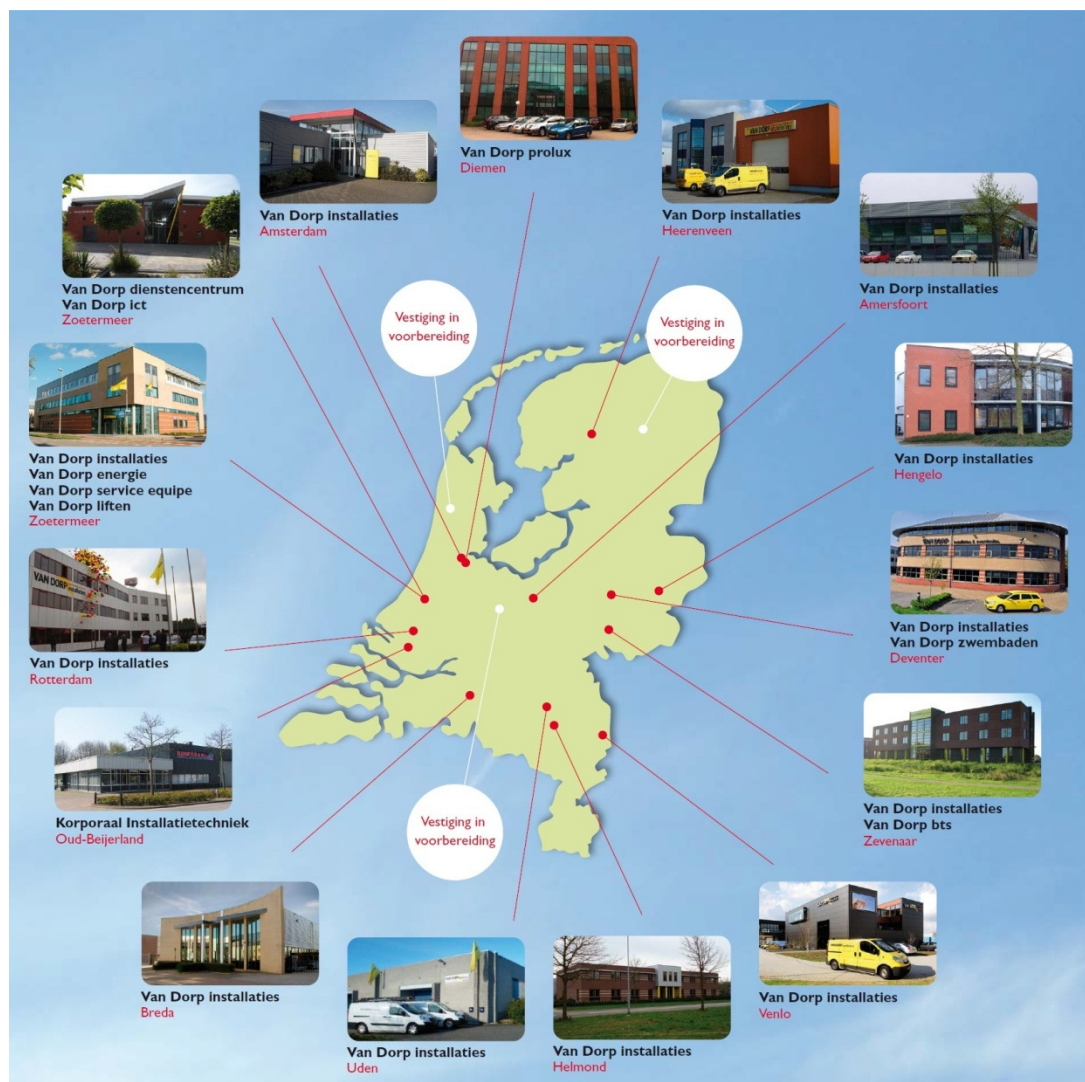 Van Dorp prolux
Diemen
Van Dorp installaties
Amsterdam
Van Dorp installaties
Heerenveen
Van Dorp dienstencentrum
Van Dorp ict
Zoetermeer
Van Dorp installaties
Amersfoort
Vestiging in
voorbereiding
Vestiging in
voorbereiding
Van Dorp installaties
Van Dorp energie
Van Dorp service equipe
Van Dorp liften
Zoetermeer
Van Dorp installaties
Hengelo
VAN DORP
Van Dorp installaties
Rotterdam
VAN DORP
Van Dorp installaties
Van Dorp zwembaden
Deventer
Korporaal Installatietechniek
Oud-Beijerland
Vestiging in
voorbereiding
Van Dorp installaties
Van Dorp bts
Zevenaar
Van Dorp installaties
Breda
Van Dorp installaties
Uden
Van Dorp installaties
Helmond
Van Dorp installaties
Venlo